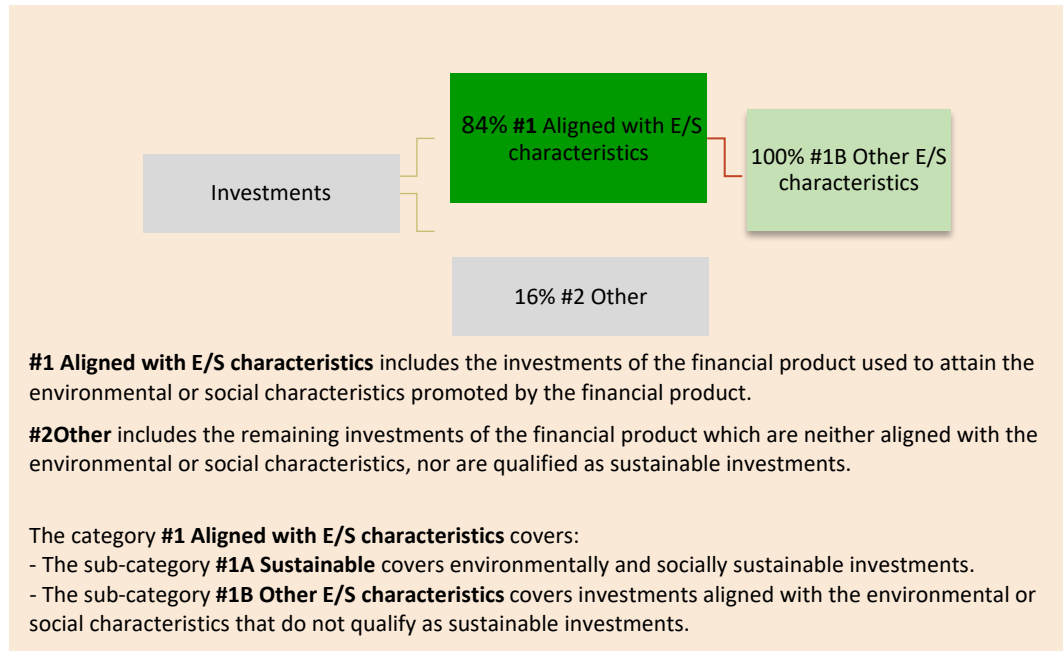 84% #1 Aligned with E/S
characteristics
100% #1B Other E/S
characteristics
Investments
16% #2 Other
#1 Aligned with E/S characteristics includes the investments of the financial product used to attain the
environmental or social characteristics promoted by the financial product.
#2Other includes the remaining investments of the financial product which are neither aligned with the
environmental or social characteristics, nor are qualified as sustainable investments.
The category #1 Aligned with E/S characteristics covers:
- The sub-category #1A Sustainable covers environmentally and socially sustainable investments.
- The sub-category #1B Other E/S characteristics covers investments aligned with the environmental or
social characteristics that do not qualify as sustainable investments.